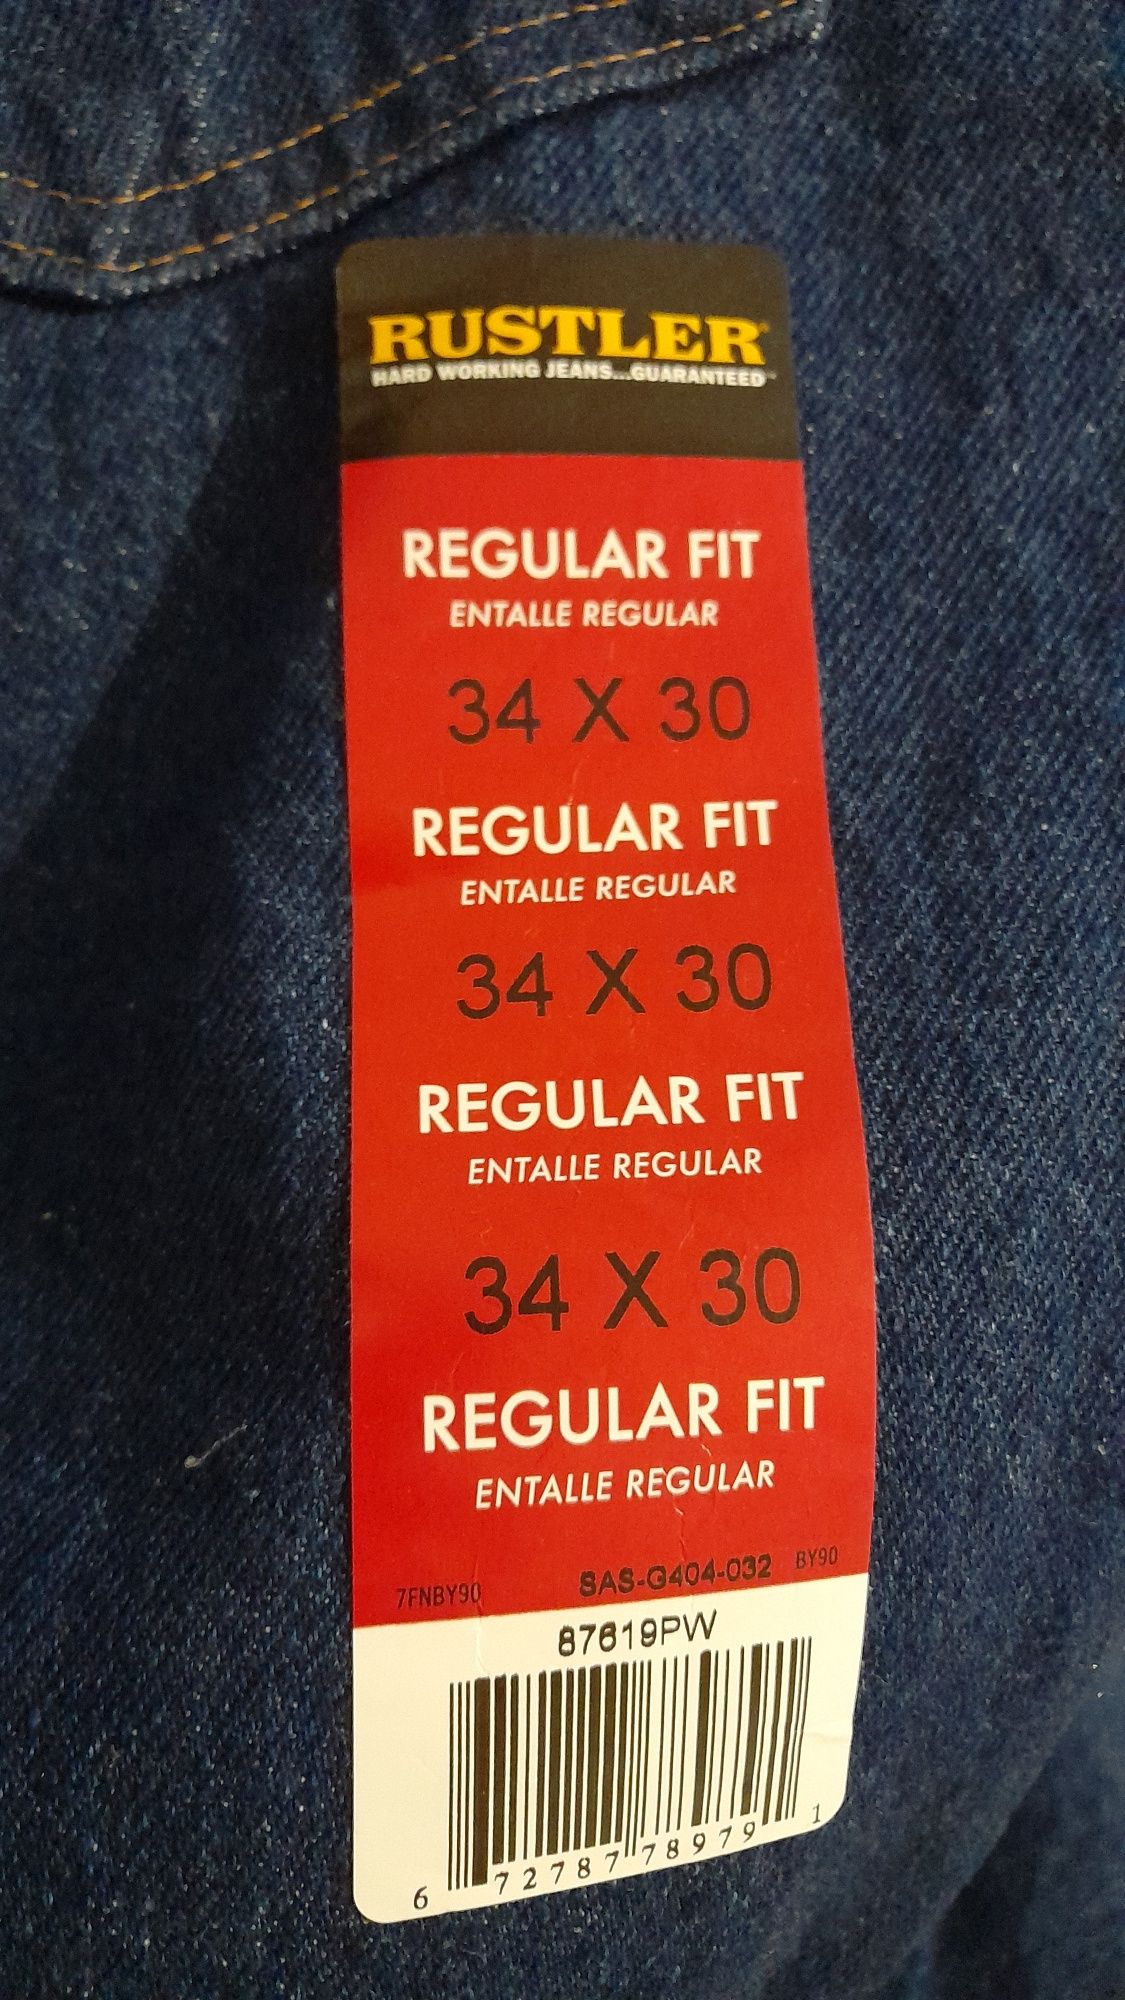 RUSTLER®
HARD WORKING JEANS...GUARANTEED™
REGULAR FIT
ENTALLE REGULAR
34 X 30
REGULAR FIT
ENTALLE REGULAR
34 X 30
REGULAR FIT
ENTALLE REGULAR
34 X 30
REGULAR FIT
ENTALLE REGULAR
7FNBY90 SAS-G404-032 BY90
87619PW
6 72787 78979 1